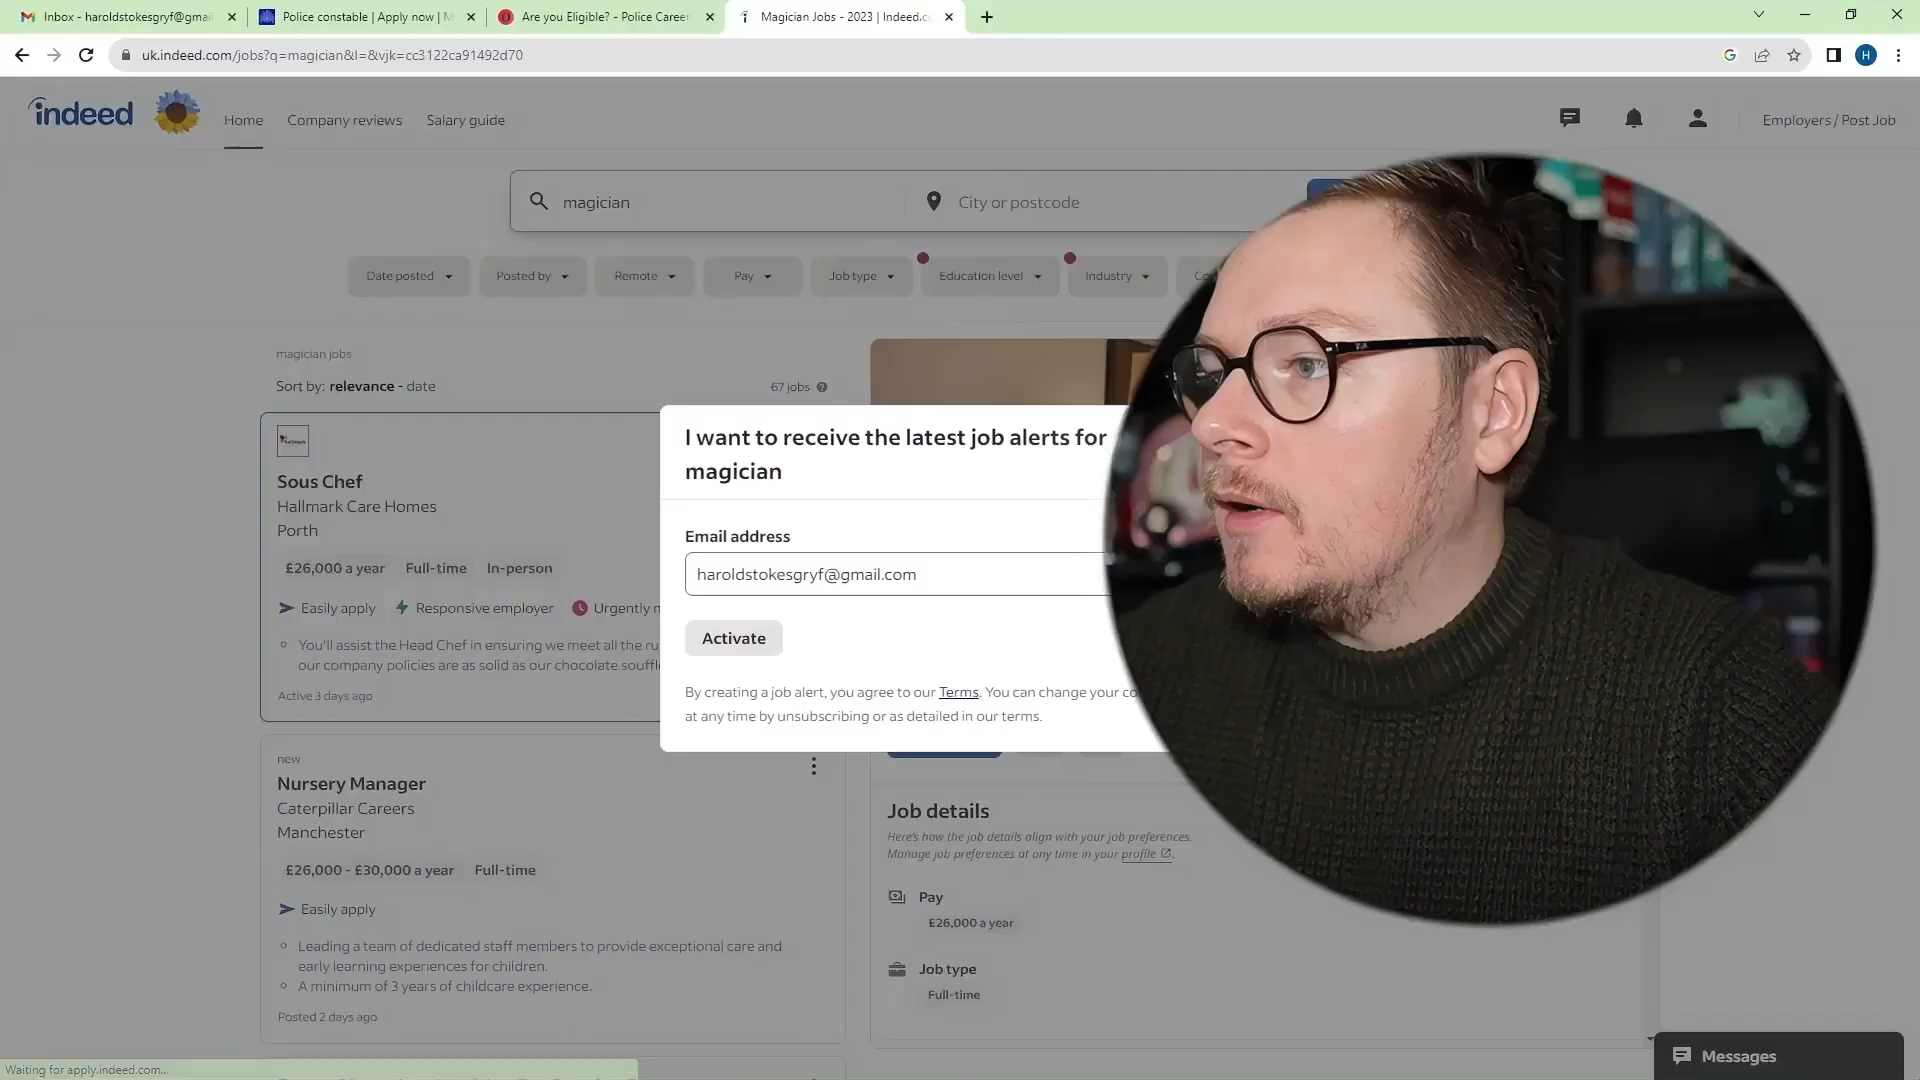 Inbox - haroldstokesgryf@gmail
Police constable | Apply now | M
Are you Eligible? - Police Career
Magician Jobs - 2023 | Indeed.c
uk.indeed.com/jobs?q=magician&l=&vjk=cc3122ca91492d70
H
indeed
Home
Company reviews
Salary guide
Employers / Post Job
magician
City or postcode
Date posted
Posted by
Remote
Pay
Job type
Education level
Industry
magician jobs
Sort by: relevance - date
67 jobs
I want to receive the latest job alerts for
magician
Email address
haroldstokesgryf@gmail.com
Activate
By creating a job alert, you agree to our Terms. You can change your co
at any time by unsubscribing or as detailed in our terms.
hallmark
Sous Chef
Hallmark Care Homes
Porth
£26,000 a year
Full-time
In-person
Easily apply
Responsive employer
Urgently
You'll assist the Head Chef in ensuring we meet all the ru
our company policies are as solid as our chocolate souffl
Active 3 days ago
new
Nursery Manager
Caterpillar Careers
Manchester
£26,000 - £30,000 a year
Full-time
Easily apply
Leading a team of dedicated staff members to provide exceptional care and
early learning experiences for children.
A minimum of 3 years of childcare experience.
Posted 2 days ago
Job details
Here's how the job details align with your job preferences.
Manage job preferences at any time in your profile.
Pay
£26,000 a year
Job type
Full-time
Messages
Waiting for apply.indeed.com...